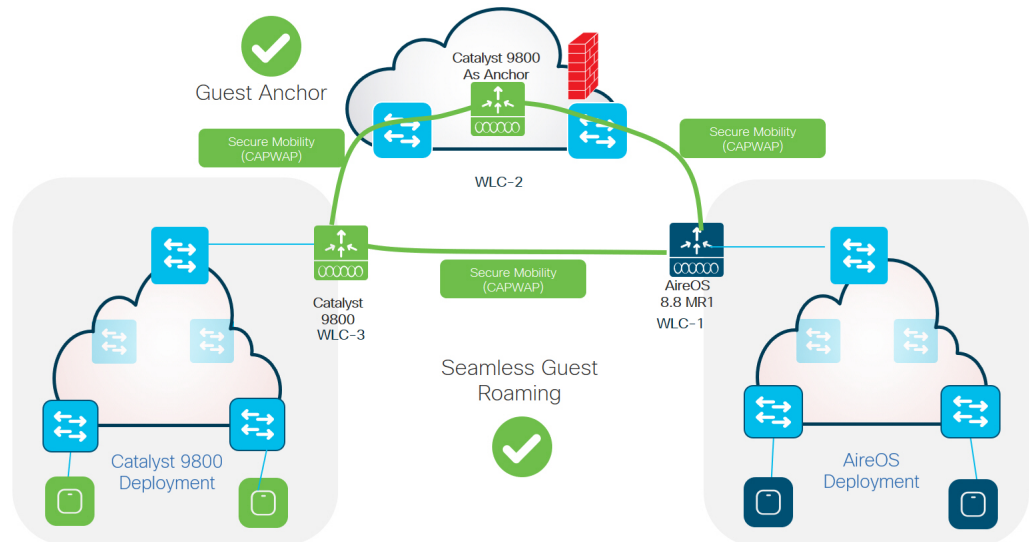 Guest Anchor
Catalyst 9800
As Anchor
Secure Mobility
(CAPWAP)
Secure Mobility
(CAPWAP)
WLC-2
Secure Mobility
(CAPWAP)
Catalyst
9800
WLC-3
AireOS
8.8 MR1
WLC-1
Seamless Guest
Roaming
Catalyst 9800
Deployment
AireOS
Deployment